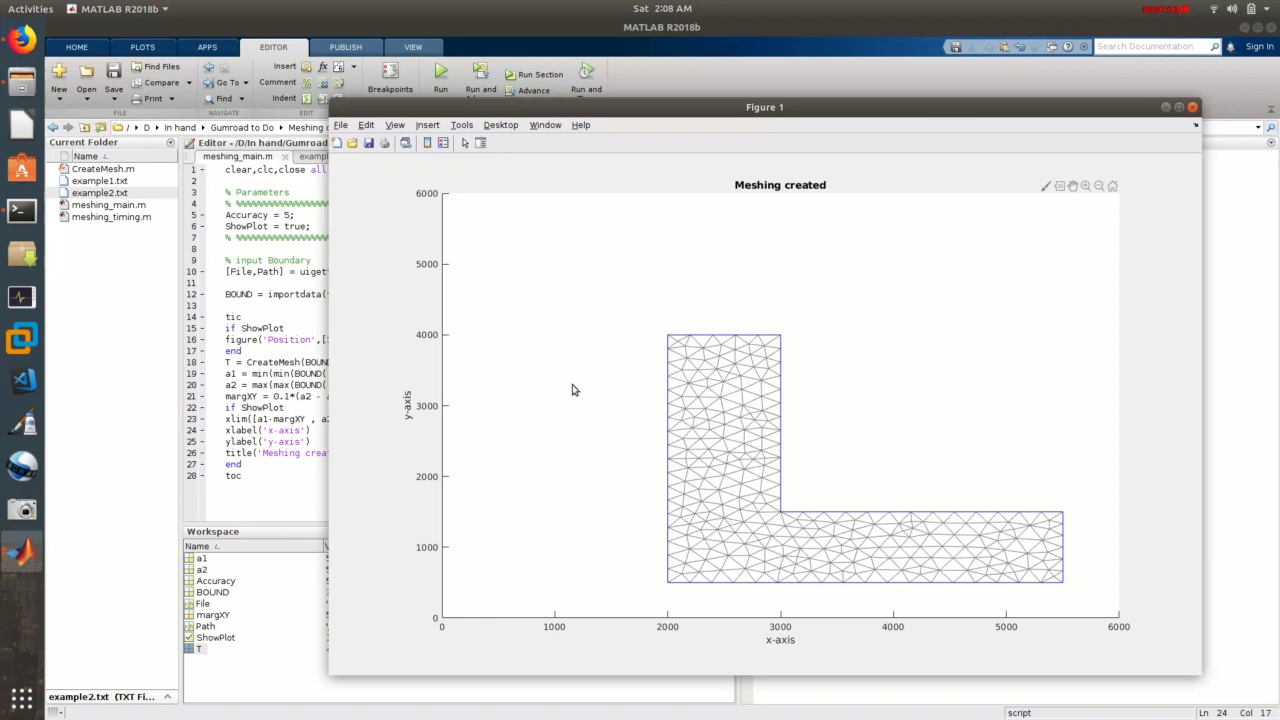 Activities MATLAB R2018b Sat 2:08 AM
MATLAB R2018b
HOME PLOTS APPS EDITOR PUBLISH VIEW Search Documentation Sign In
New Open Save Find Files Compare Print
Go To Find
Insert Comment Indent
Breakpoints Run Run and Run Section Advance Run and
FILE NAVIGATE EDIT
/ D In hand Gumroad to Do
Current Folder
Name
CreateMesh.m
example1.txt
example2.txt
meshing_main.m
meshing_timing.m
example2.txt (TXT Fi...
Editor - /D/In hand/Gumroad
meshing_main.m
1 clear,clc,close all
2
3 % Parameters
4 % %%%%%%%%%%%%%%%%
5 Accuracy = 5;
6 ShowPlot = true;
7 % %%%%%%%%%%%%%%%%
8
9 % input Boundary
10 [File,Path] =
11
12 BOUND = importdata(
13
14 tic
15 if ShowPlot
16 figure('Position',[
17 end
18 T = CreateMesh(BOUND
19 a1 = min(min(BOUND(
20 a2 = max(max(BOUND(
21 margXY = 0.1*(a2 - a
22 if ShowPlot
23 xlim([a1-margXY , a
24 xlabel('x-axis')
25 ylabel('y-axis')
26 title('Meshing crea
27 end
28 toc
Workspace
Name
a1
a2
Accuracy
BOUND
File
margXY
Path
ShowPlot
T
Figure 1
File Edit View Insert Tools Desktop Window Help
Meshing created
6000
5000
4000
3000
2000
1000
0
y-axis
0 1000 2000 3000 4000 5000 6000
x-axis
script Ln 24 Col 17